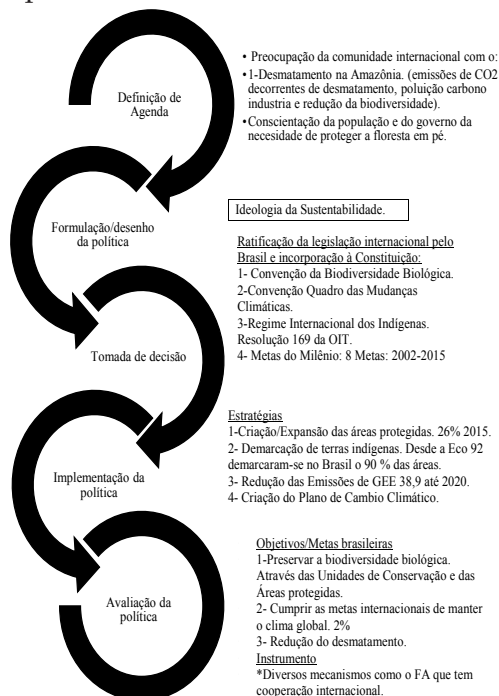 Definição de
Agenda
• Preocupação da comunidade internacional com o:
•1-Desmatamento na Amazônia. (emissões de CO2
decorrentes de desmatamento, poluição carbono
industria e redução da biodiversidade).
•Conscientação da população e do governo da
necesidade de proteger a floresta em pé.
Formulação/desenho
da política
Ideologia da Sustentabilidade.
Ratificação da legislação internacional pelo
Brasil e incorporação à Constituição:
1- Convenção da Biodiversidade Biológica.
2-Convenção Quadro das Mudanças
Climáticas.
3-Regime Internacional dos Indígenas.
Resolução 169 da OIT.
4- Metas do Milênio: 8 Metas: 2002-2015
Tomada de decisão
Estratégias
1-Criação/Expansão das áreas protegidas. 26% 2015.
2- Demarcação de terras indígenas. Desde a Eco 92
demarcaram-se no Brasil o 90 % das áreas.
3- Redução das Emissões de GEE 38,9 até 2020.
4- Criação do Plano de Cambio Climático.
Implementação da
política
Objetivos/Metas brasileiras
1-Preservar a biodiversidade biológica.
Através das Unidades de Conservação e das
Áreas protegidas.
2- Cumprir as metas internacionais de manter
o clima global. 2%
3- Redução do desmatamento.
Instrumento
*Diversos mecanismos como o FA que tem
cooperação internacional.
Avaliação da
política